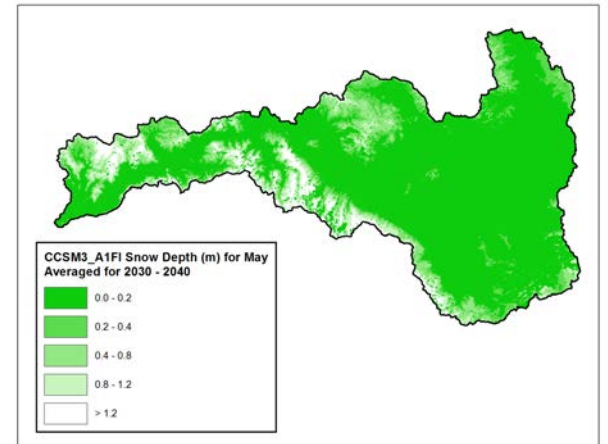 CCSM3_A1FI Snow Depth (m) for May
Averaged for 2030 - 2040
0.0 - 0.2
0.2 - 0.4
0.4 - 0.8
0.8 - 1.2
> 1.2